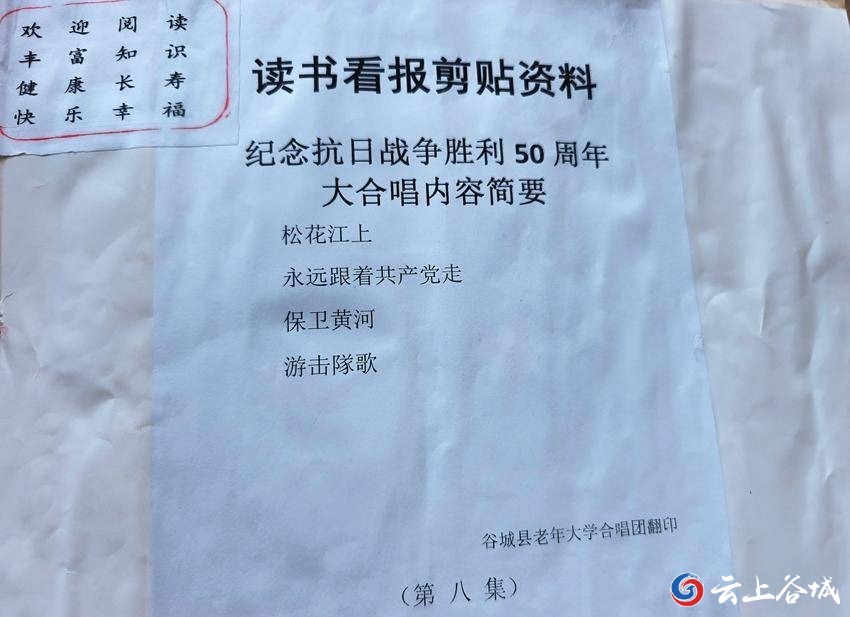 欢迎阅读
丰富知识
健康长寿
快乐幸福
读书看报剪贴资料
纪念抗日战争胜利50周年
大合唱内容简要
松花江上
永远跟着共产党走
保卫黄河
游击隊歌
谷城县老年大学合唱团翻印
（第八集）
云上谷城